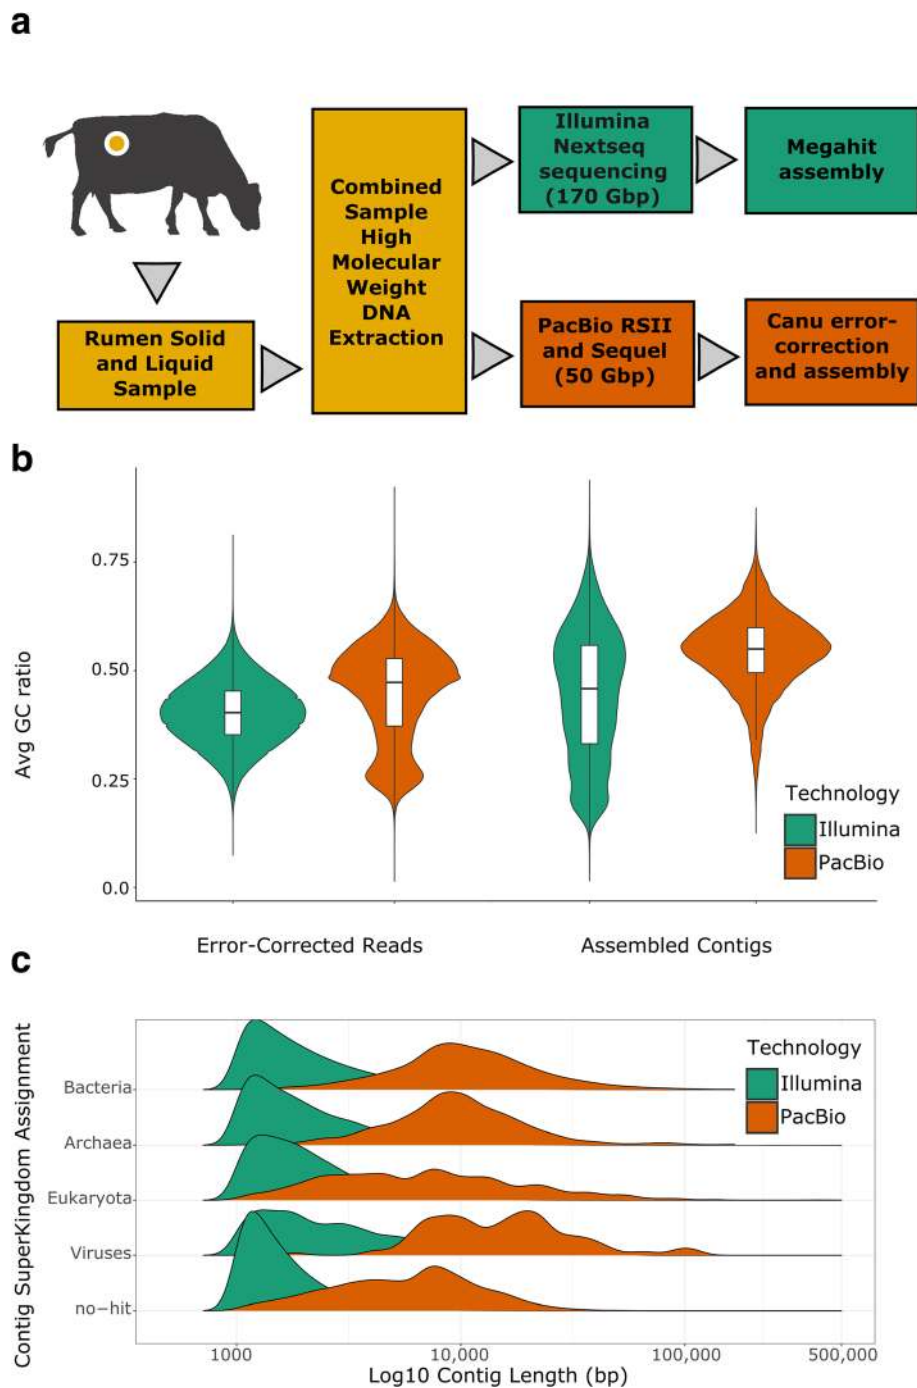 a
Illumina
Nextseq
sequencing
(170 Gbp)
Megahit
assembly
Combined
Sample
High
Molecular
Weight
DNA
Extraction
Rumen Solid
and Liquid
Sample
PacBio RSII
and Sequel
(50 Gbp)
Canu error-
correction
and assembly
b
Avg GC ratio
0.75
0.50
0.25
0.0
Technology
Illumina
PacBio
Error-Corrected Reads
Assembled Contigs
c
Contig SuperKingdom Assignment
Bacteria
Archaea
Eukaryota
Viruses
no-hit
Technology
Illumina
PacBio
1000
10,000
100,000
500,000
Log10 Contig Length (bp)